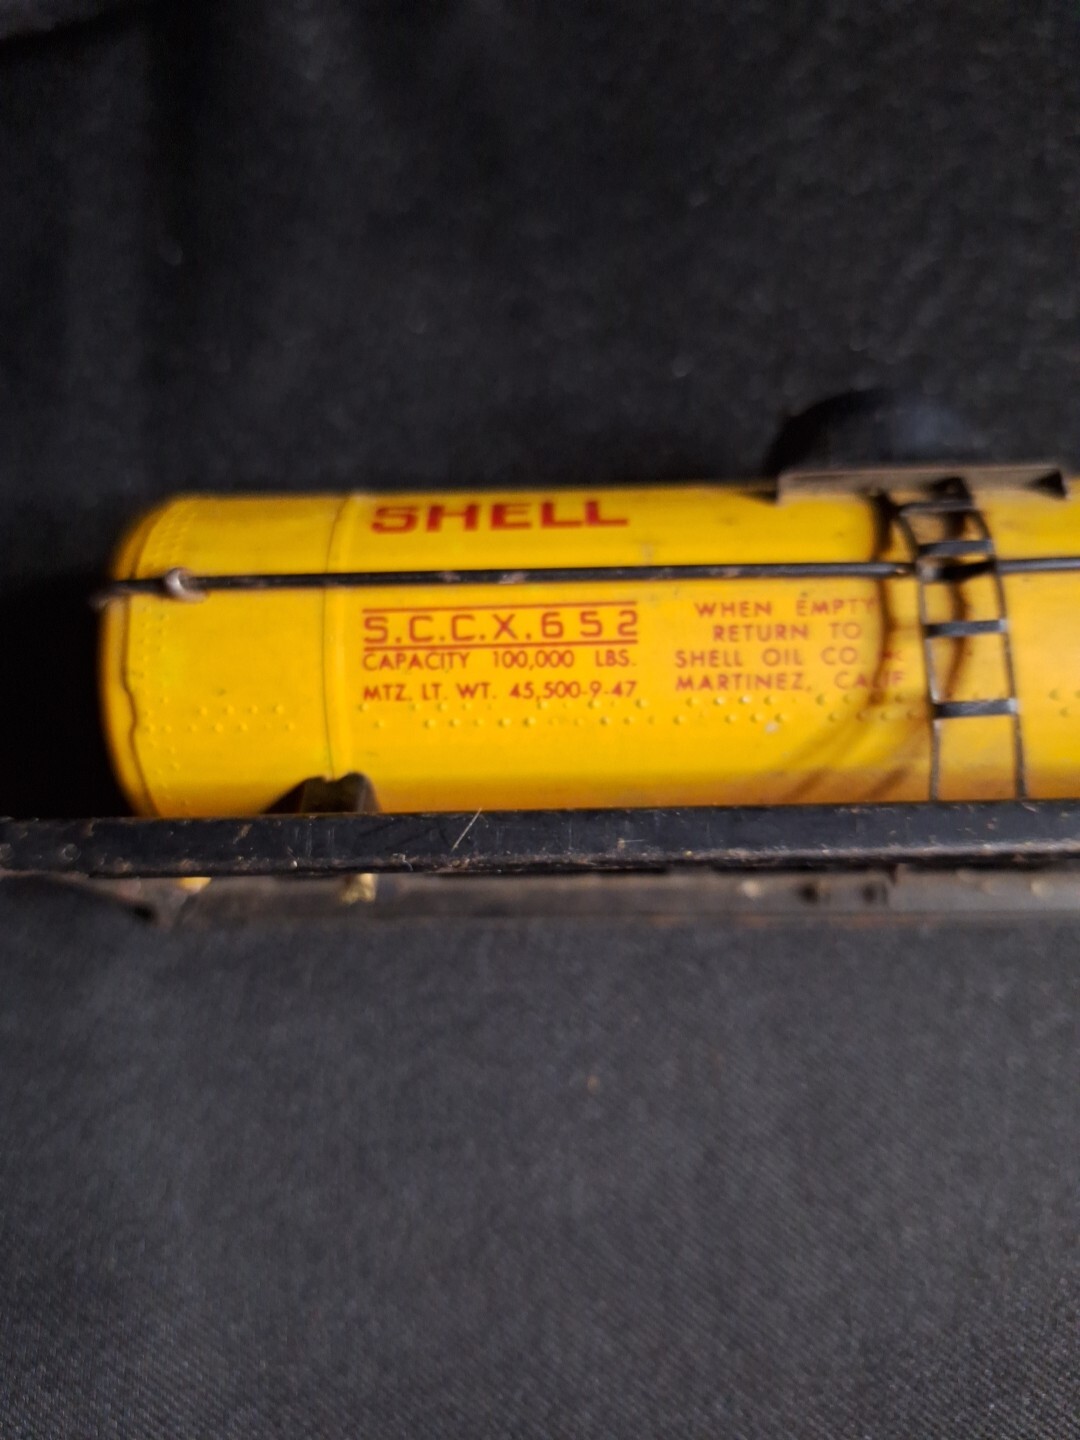 SHELL
S.C.C.X. 652
CAPACITY 100,000 LBS.
MTZ. LT. WT. 45,500-9-47
WHEN EMPTY
RETURN TO
SHELL OIL CO.
MARTINEZ, CALIF